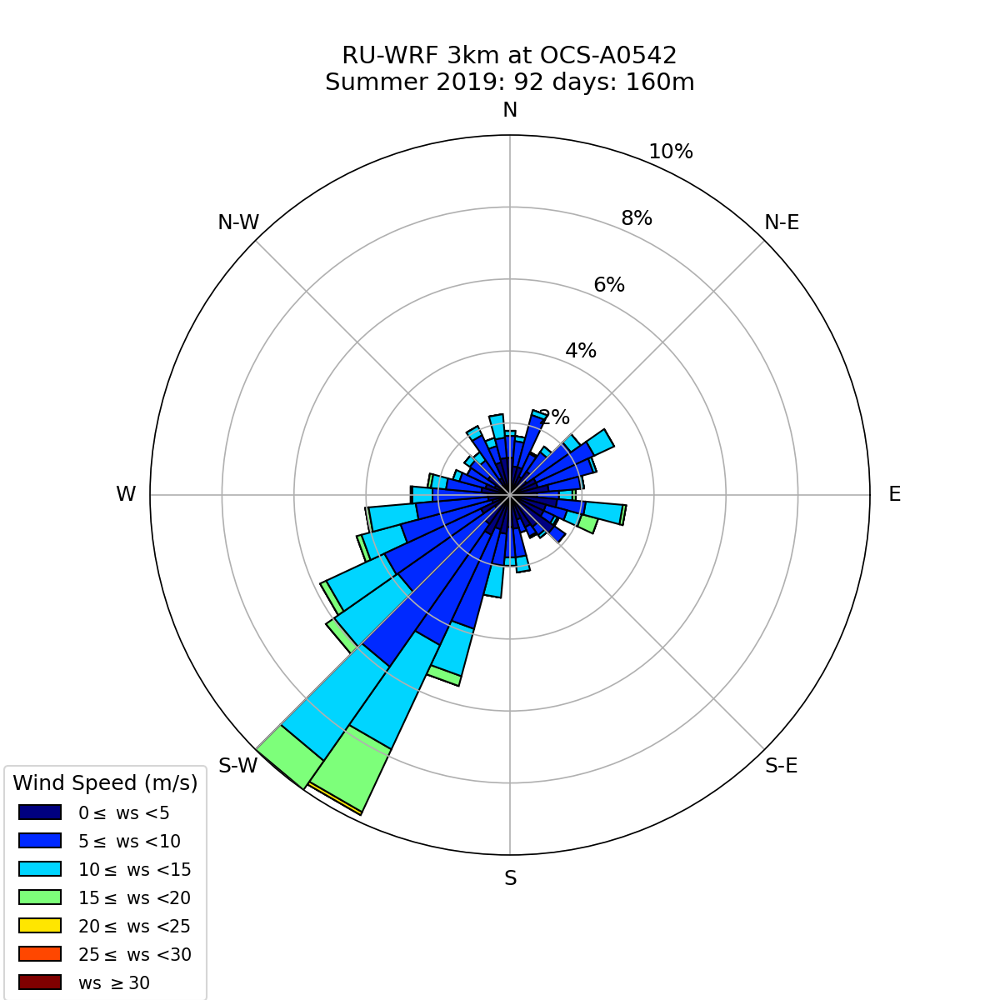 RU-WRF 3km at OCS-A0542
Summer 2019: 92 days: 160m
N
10%
N-W
8%
N-E
6%
4%
2%
W
E
S-W
S-E
S
Wind Speed (m/s)
0 ≤ ws <5
5 ≤ ws <10
10 ≤ ws <15
15 ≤ ws <20
20 ≤ ws <25
25 ≤ ws <30
ws ≥ 30